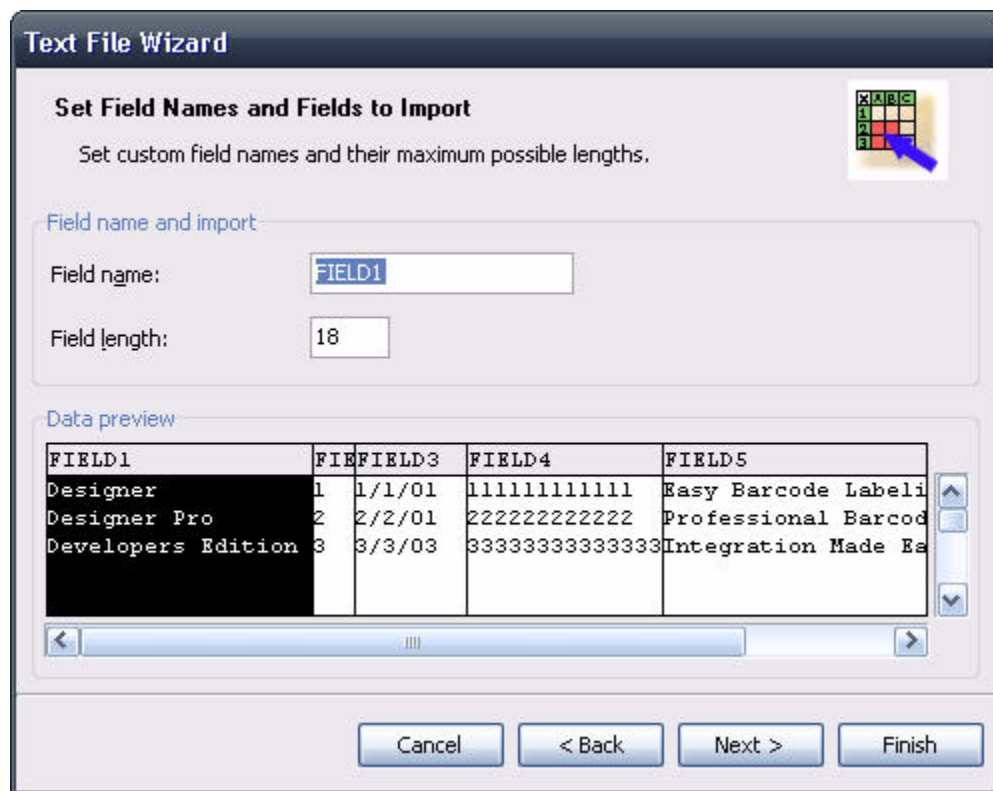 Text File Wizard
Set Field Names and Fields to Import
Set custom field names and their maximum possible lengths.
X A B C
1
2
3
Field name and import
Field name: FIELD1
Field length: 18
Data preview
FIELD1 FIE FIELD3 FIELD4 FIELD5
Designer 1 1/1/01 111111111111 Easy Barcode Labeli
Designer Pro 2 2/2/01 222222222222 Professional Barcod
Developers Edition 3 3/3/03 33333333333333 Integration Made Ea
Cancel < Back Next > Finish